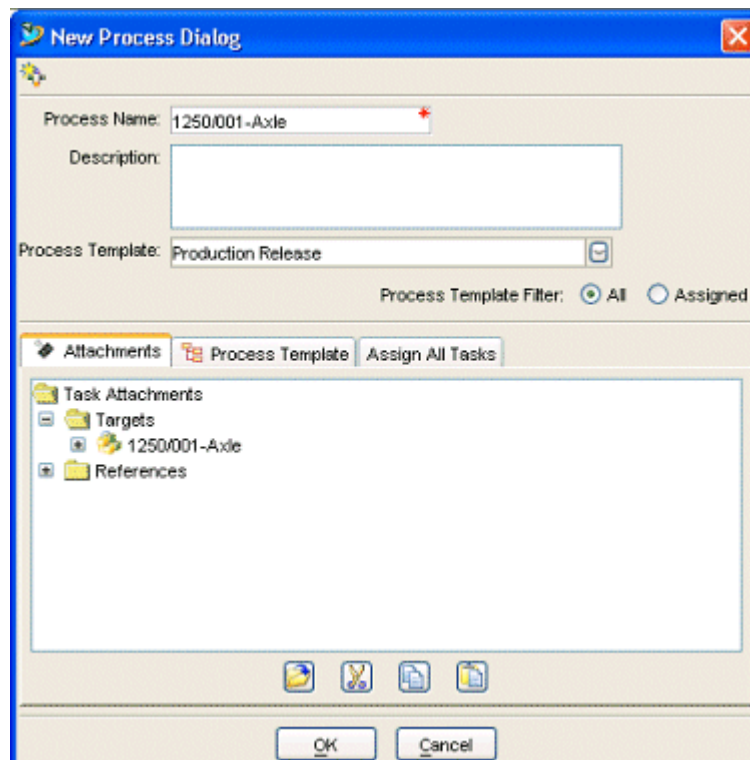 New Process Dialog
Process Name: 1250/001-Axle *
Description:
Process Template: Production Release
Process Template Filter: All Assigned
Attachments Process Template Assign All Tasks
Task Attachments
Targets
1250/001-Axle
References
OK Cancel